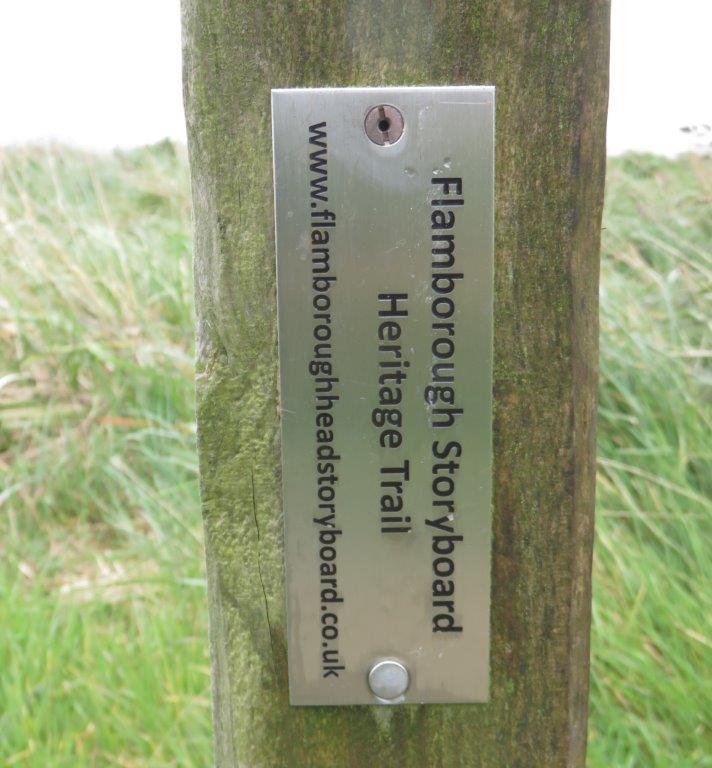 Flamborough Storyboard
Heritage Trail
www.flamboroughheadstoryboard.co.uk